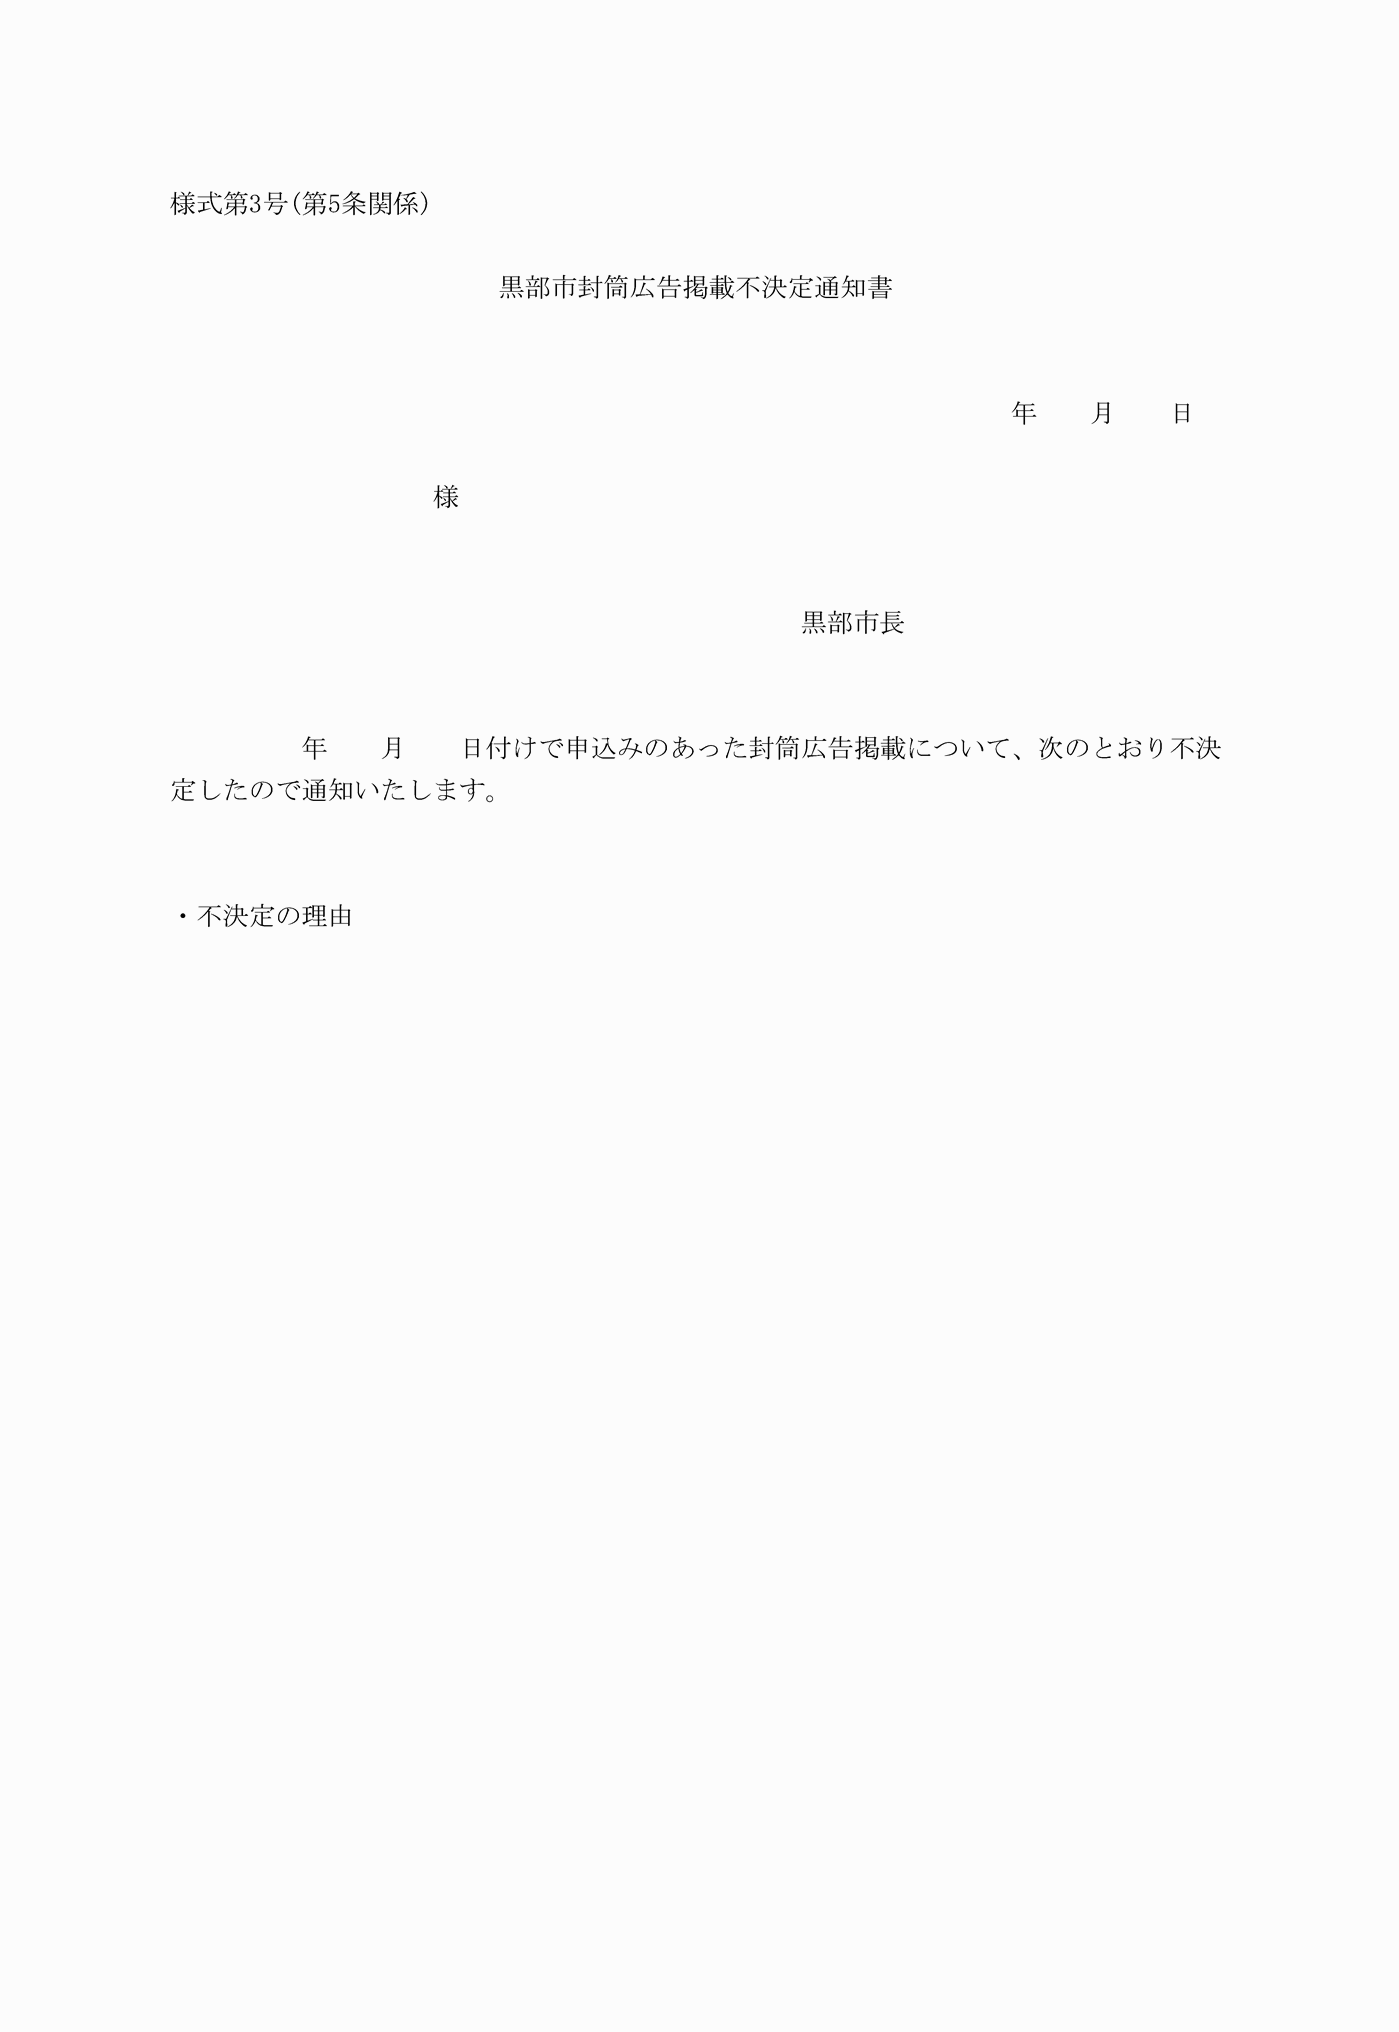 様式第3号(第5条関係)
黒部市封筒広告掲載不決定通知書
年　　月　　日
様
黒部市長
年　　月　　日付けで申込みのあった封筒広告掲載について、次のとおり不決
定したので通知いたします。
・不決定の理由